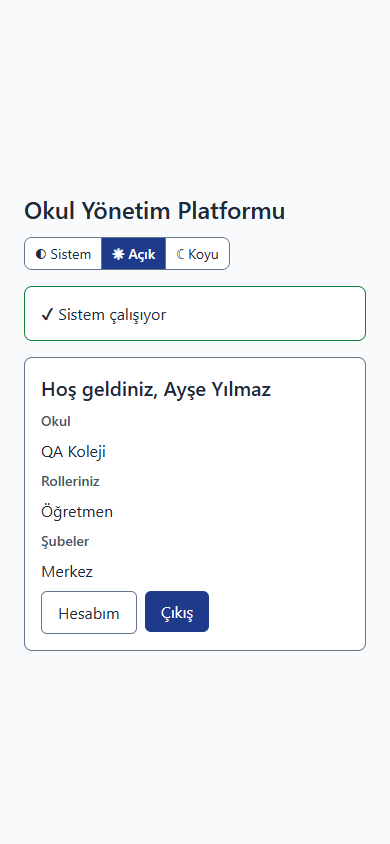 Okul Yönetim Platformu
◐ Sistem ☀ Açık ☾ Koyu
✓ Sistem çalışıyor
Hoş geldiniz, Ayşe Yılmaz
Okul
QA Koleji
Rolleriniz
Öğretmen
Şubeler
Merkez
Hesabım Çıkış